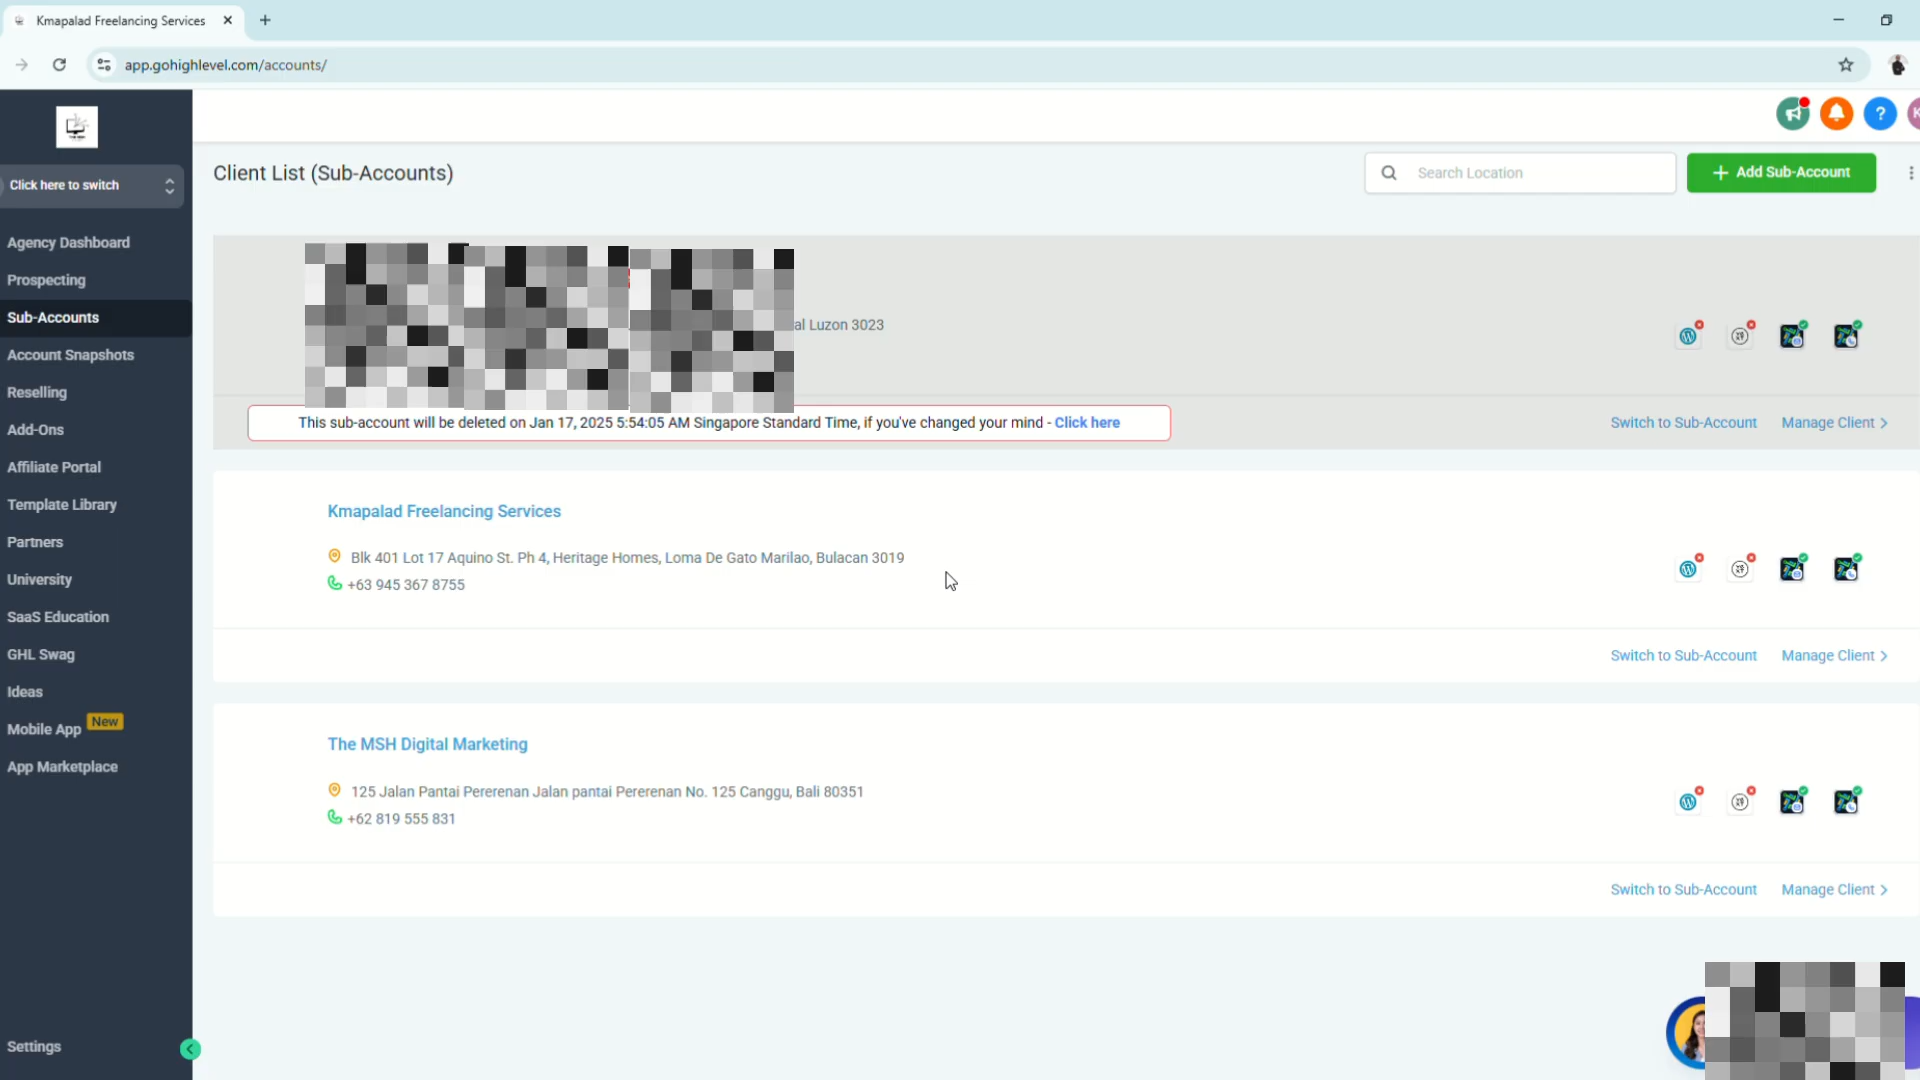 Kmapalad Freelancing Services
app.gohighlevel.com/accounts/
Click here to switch
Agency Dashboard
Prospecting
Sub-Accounts
Account Snapshots
Reselling
Add-Ons
Affiliate Portal
Template Library
Partners
University
SaaS Education
GHL Swag
Ideas
Mobile App New
App Marketplace
Settings
?
K
Client List (Sub-Accounts)
Search Location
+ Add Sub-Account
al Luzon 3023
This sub-account will be deleted on Jan 17, 2025 5:54:05 AM Singapore Standard Time, if you've changed your mind - Click here
Switch to Sub-Account Manage Client >
Kmapalad Freelancing Services
Blk 401 Lot 17 Aquino St. Ph 4, Heritage Homes, Loma De Gato Marilao, Bulacan 3019
+63 945 367 8755
Switch to Sub-Account Manage Client >
The MSH Digital Marketing
125 Jalan Pantai Pererenan Jalan pantai Pererenan No. 125 Canggu, Bali 80351
+62 819 555 831
Switch to Sub-Account Manage Client >